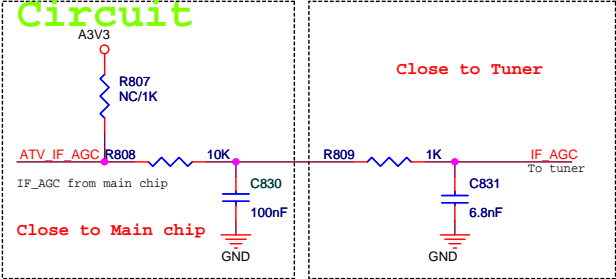 Circuit
A3V3
R807
NC/1K
Close to Tuner
ATV_IF_AGC R808 10K R809 1K IF_AGC
To tuner
IF_AGC from main chip
C830 C831
100nF 6.8nF
Close to Main chip
GND GND